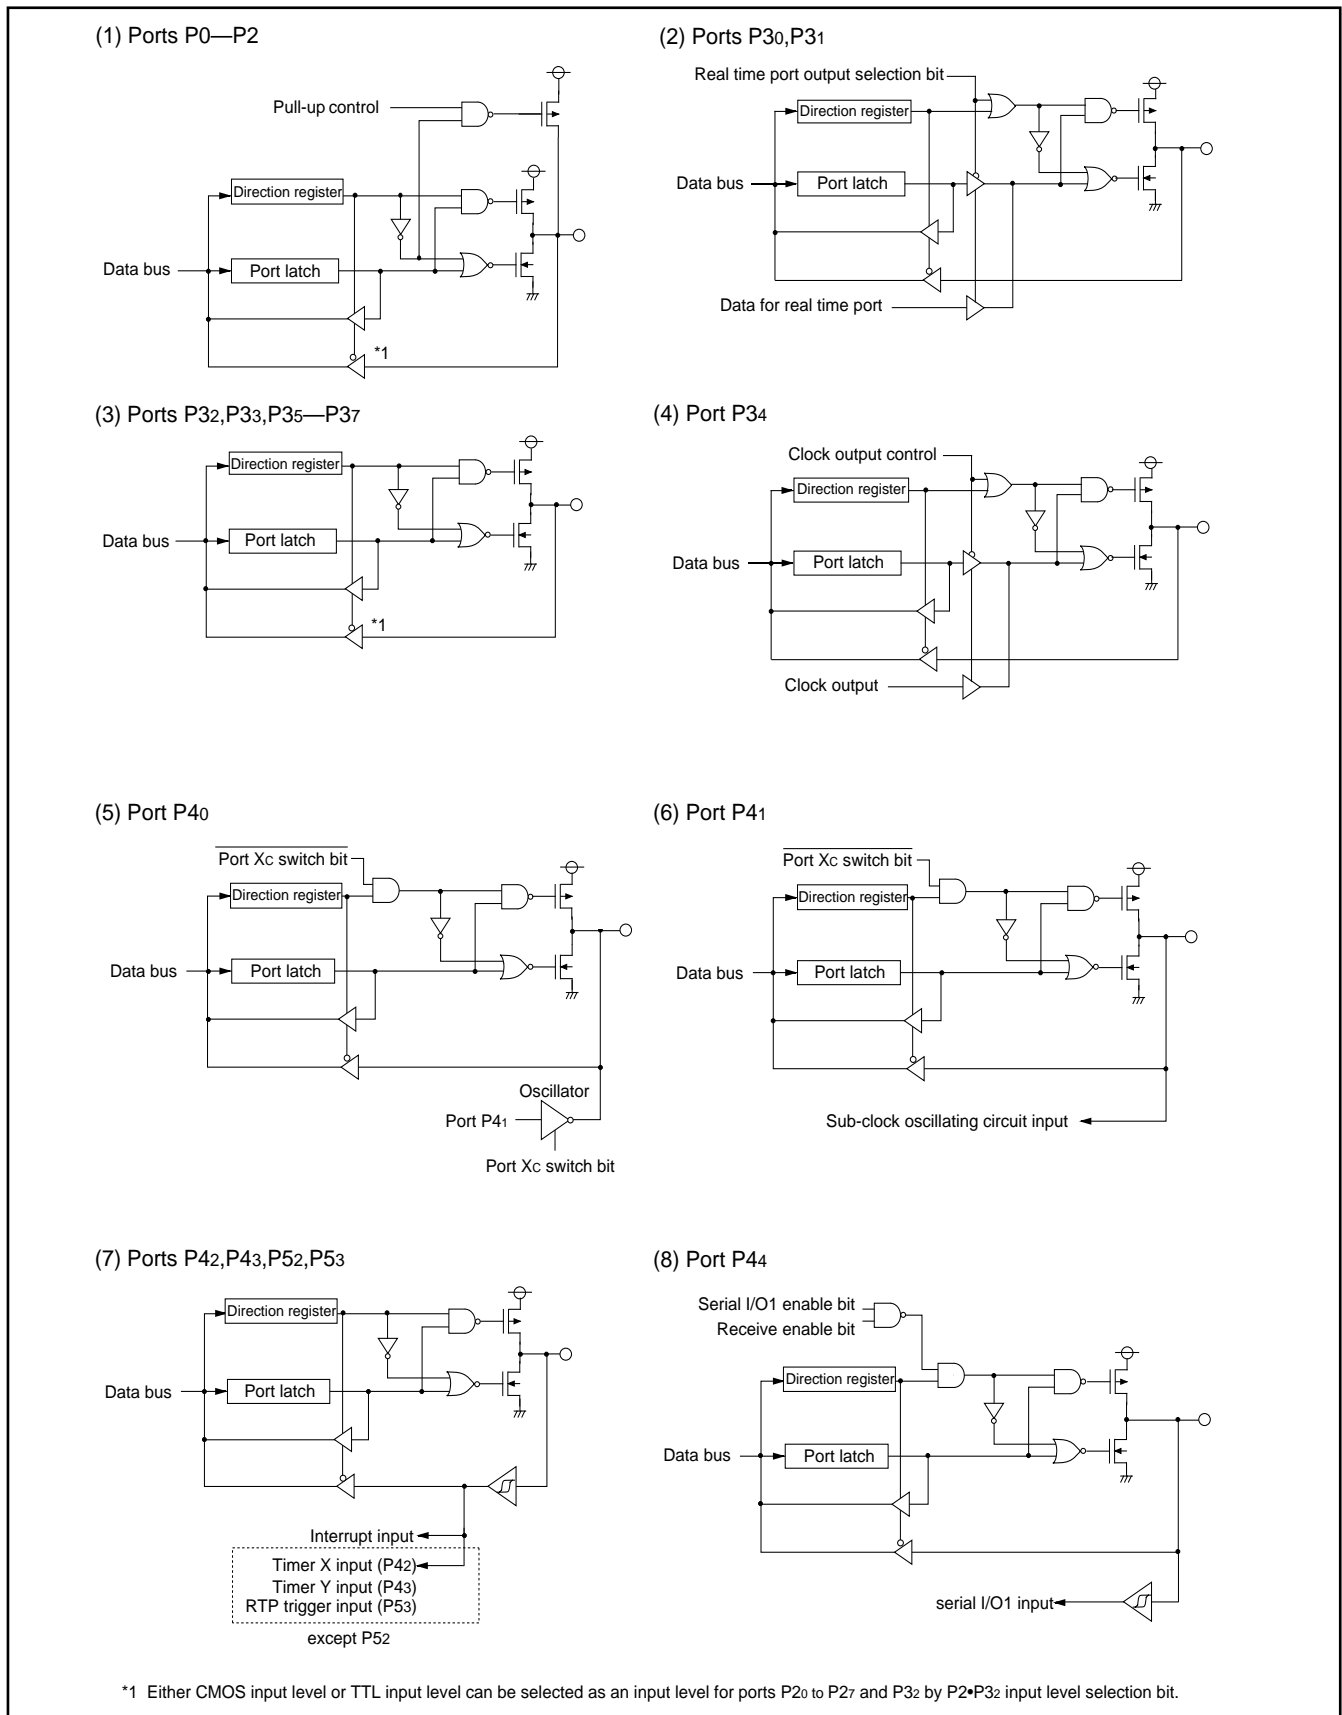 (1) Ports P0—P2
Pull-up control
Direction register
Data bus
Port latch
*1
(2) Ports P30,P31
Real time port output selection bit
Direction register
Data bus
Port latch
Data for real time port
(3) Ports P32,P33,P35—P37
Direction register
Data bus
Port latch
*1
(4) Port P34
Clock output control
Direction register
Data bus
Port latch
Clock output
(5) Port P40
Port XC switch bit
Direction register
Data bus
Port latch
Oscillator
Port P41
Port XC switch bit
(6) Port P41
Port XC switch bit
Direction register
Data bus
Port latch
Sub-clock oscillating circuit input
(7) Ports P42,P43,P52,P53
Direction register
Data bus
Port latch
Interrupt input
Timer X input (P42)
Timer Y input (P43)
RTP trigger input (P53)
except P52
(8) Port P44
Serial I/O1 enable bit
Receive enable bit
Direction register
Data bus
Port latch
serial I/O1 input
*1 Either CMOS input level or TTL input level can be selected as an input level for ports P20 to P27 and P32 by P2•P32 input level selection bit.